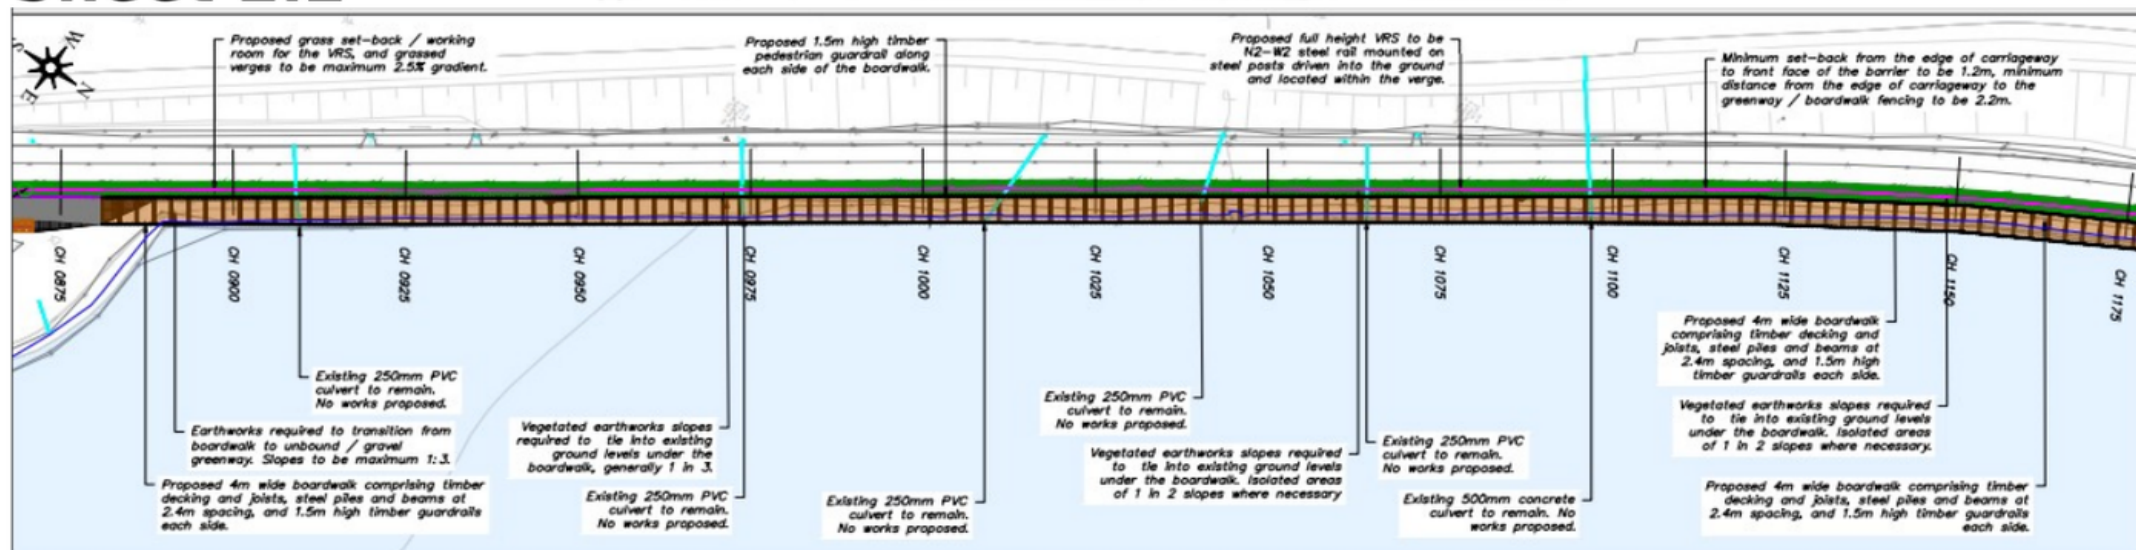 Proposed grass set-back / working
room for the VRS, and grassed
verges to be maximum 2.5% gradient.
Proposed 1.5m high timber
pedestrian guardrail along
each side of the boardwalk.
Proposed full height VRS to be
N2-W2 steel rail mounted on
steel posts driven into the ground
and located within the verge.
Minimum set-back from the edge of carriageway
to front face of the barrier to be 1.2m, minimum
distance from the edge of carriageway to the
greenway / boardwalk fencing to be 2.2m.
W
S
N
E
CH 0875
CH 0900
CH 0925
CH 0950
CH 0975
CH 1000
CH 1025
CH 1050
CH 1075
CH 1100
CH 1125
CH 1150
CH 1175
Existing 250mm PVC
culvert to remain.
No works proposed.
Earthworks required to transition from
boardwalk to unbound / gravel
greenway. Slopes to be maximum 1:3.
Proposed 4m wide boardwalk comprising timber
decking and joists, steel piles and beams at
2.4m spacing, and 1.5m high timber guardrails
each side.
Vegetated earthworks slopes
required to tie into existing
ground levels under the
boardwalk, generally 1 in 3.
Existing 250mm PVC
culvert to remain.
No works proposed.
Existing 250mm PVC
culvert to remain.
No works proposed.
Existing 250mm PVC
culvert to remain.
No works proposed.
Vegetated earthworks slopes required
to tie into existing ground levels
under the boardwalk. Isolated areas
of 1 in 2 slopes where necessary
Existing 250mm PVC
culvert to remain.
No works proposed.
Existing 500mm concrete
culvert to remain. No
works proposed.
Proposed 4m wide boardwalk
comprising timber decking and
joists, steel piles and beams at
2.4m spacing, and 1.5m high
timber guardrails each side.
Vegetated earthworks slopes required
to tie into existing ground levels
under the boardwalk. Isolated areas
of 1 in 2 slopes where necessary.
Proposed 4m wide boardwalk comprising timber
decking and joists, steel piles and beams at
2.4m spacing, and 1.5m high timber guardrails
each side.